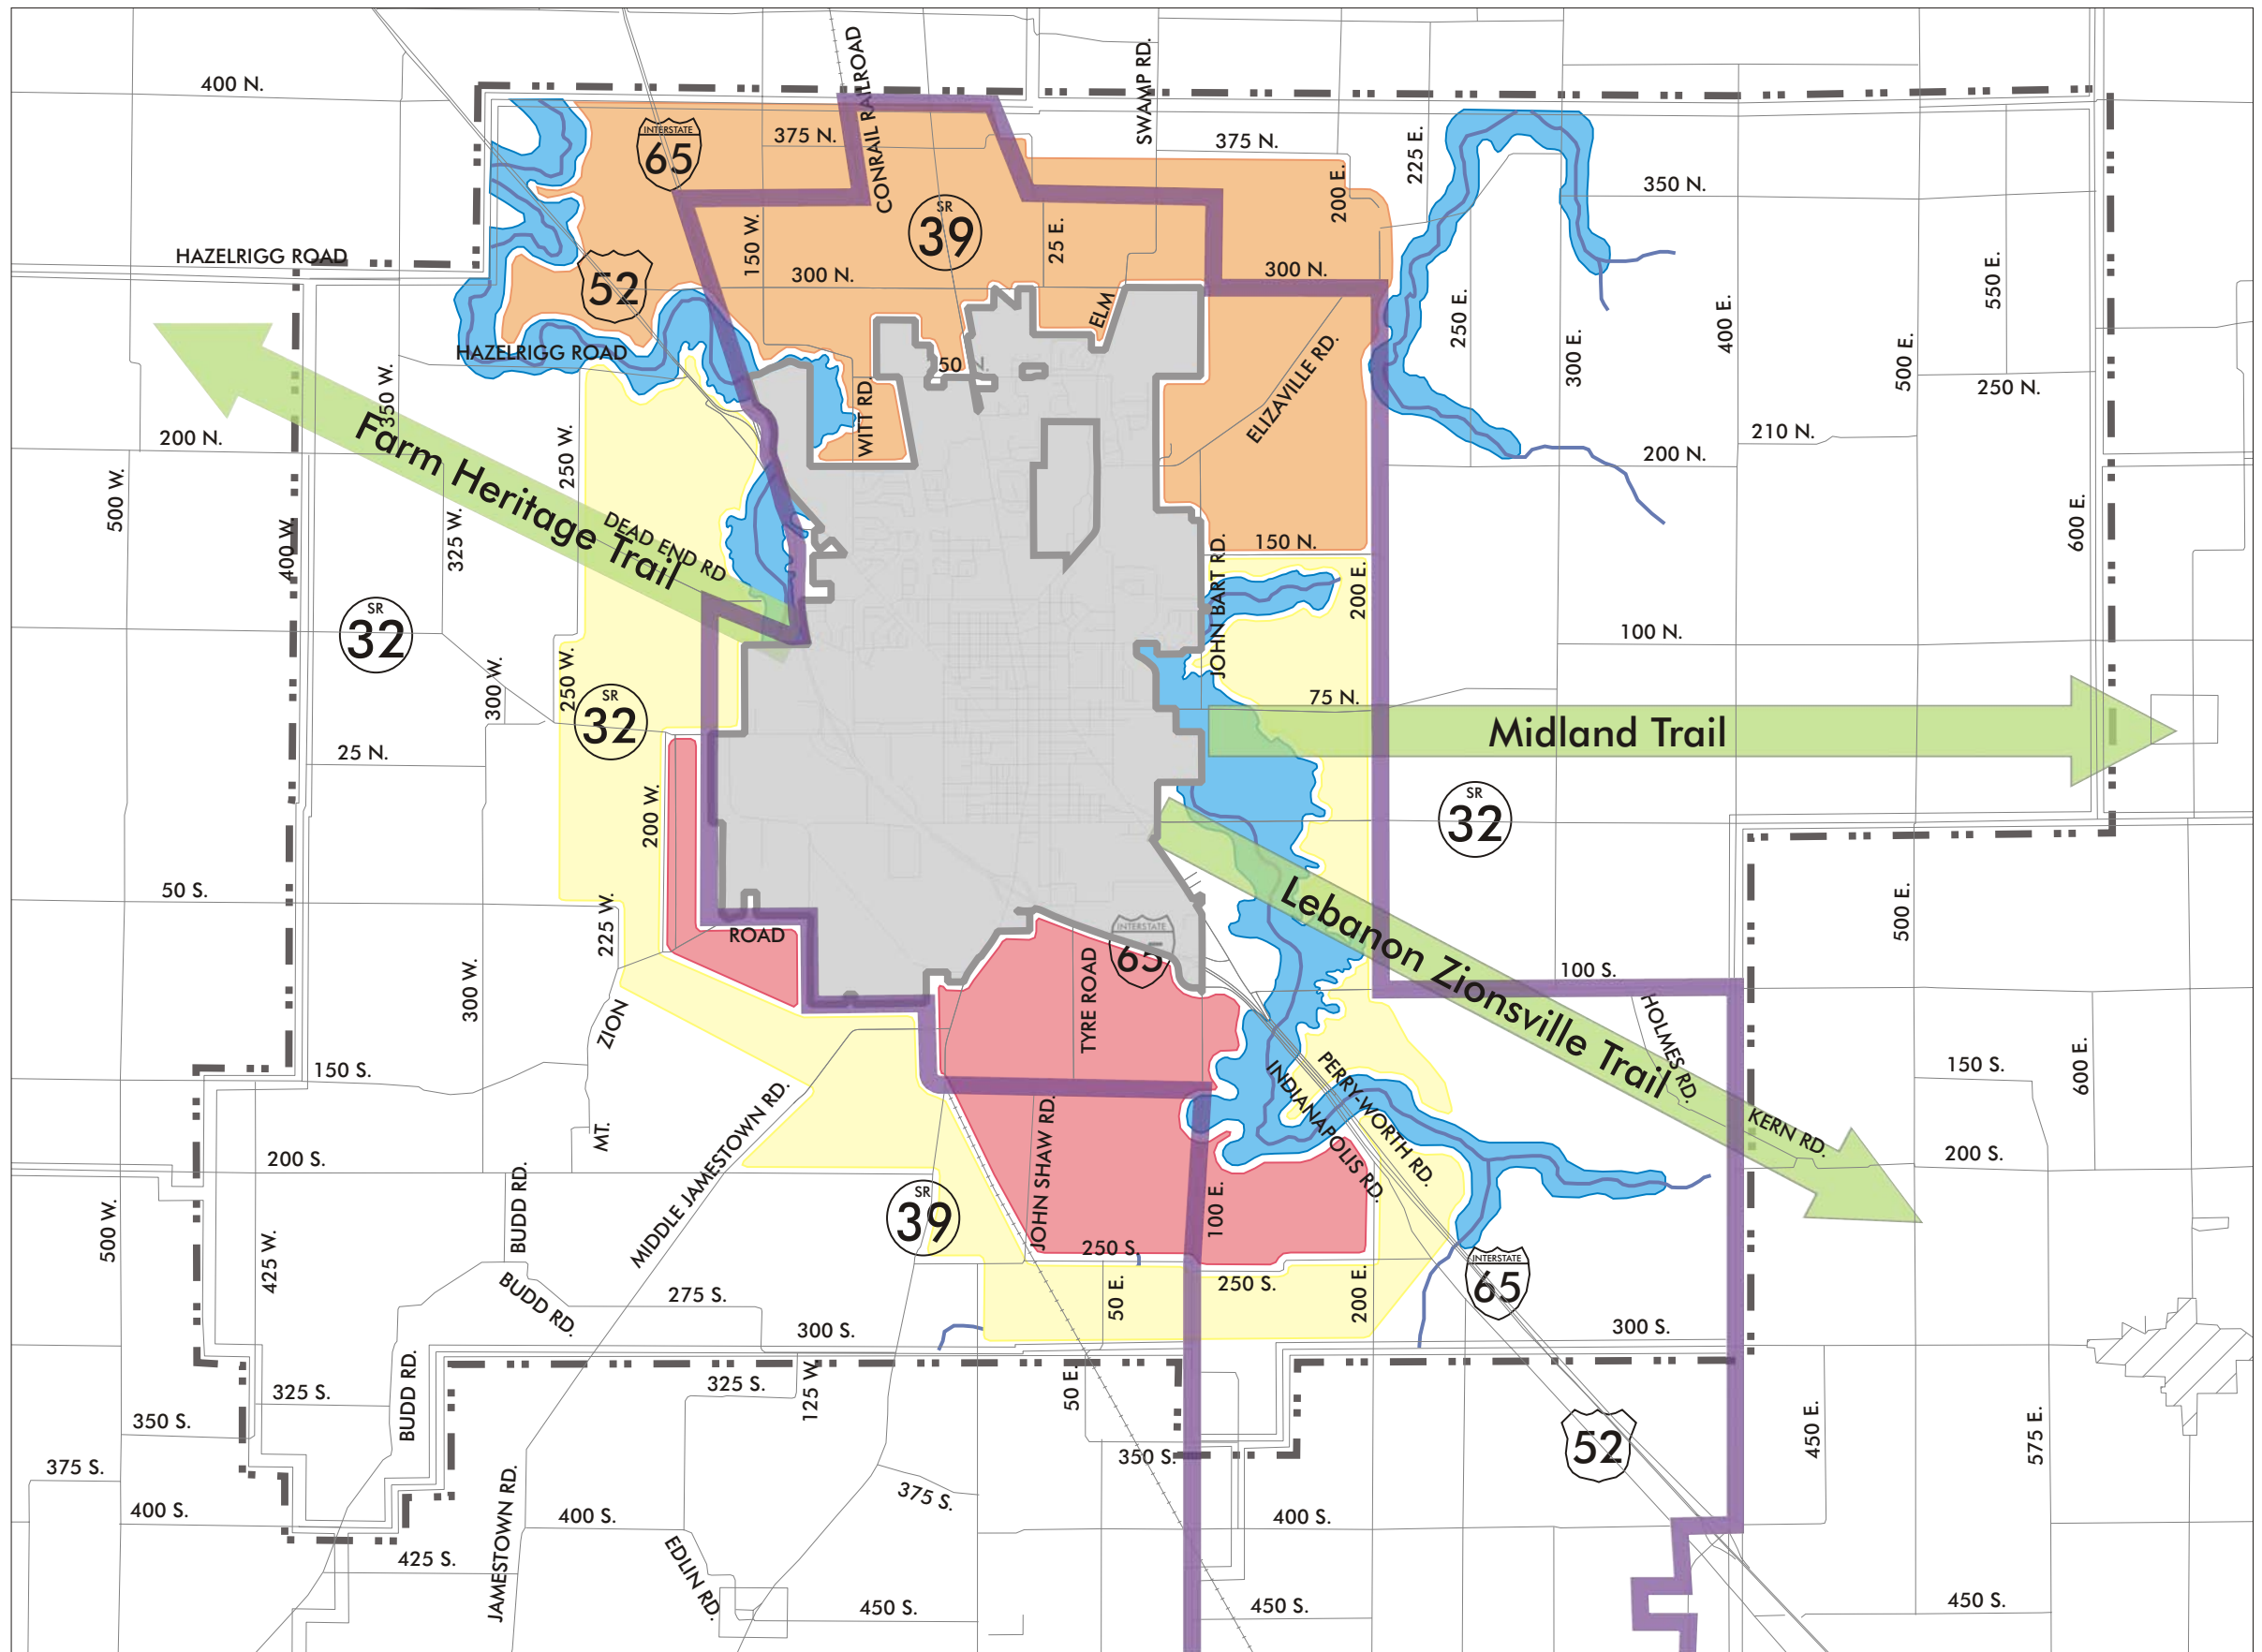 400 N.
CONRAIL RAILROAD
SWAMP RD.
INTERSTATE
65
375 N.
375 N.
225 E.
350 N.
200 E.
SR
39
150 W.
25 E.
HAZELRIGG ROAD
52
300 N.
300 N.
550 E.
ELM
250 E.
400 E.
300 E.
500 E.
HAZELRIGG ROAD
50 N.
ELIZAVILLE RD.
250 N.
350 W.
WITT RD.
200 N.
210 N.
200 N.
250 W.
Farm Heritage Trail
500 W.
400 W.
325 W.
DEAD END RD
600 E.
150 N.
JOHN BART RD.
200 E.
SR
32
100 N.
300 W.
250 W.
SR
32
75 N.
Midland Trail
25 N.
200 W.
SR
32
50 S.
225 W.
ROAD
INTERSTATE
65
Lebanon Zionsville Trail
500 E.
300 W.
ZION
TYRE ROAD
100 S.
HOLMES RD.
150 S.
PERRY-WORTH RD.
INDIANAPOLIS RD.
150 S.
600 E.
MT.
MIDDLE JAMESTOWN RD.
JOHN SHAW RD.
KERN RD.
200 S.
200 S.
500 W.
425 W.
BUDD RD.
SR
39
100 E.
250 S.
INTERSTATE
65
BUDD RD.
275 S.
50 E.
250 S.
200 E.
300 S.
300 S.
325 S.
BUDD RD.
325 S.
125 W.
50 E.
350 S.
350 S.
52
450 E.
575 E.
375 S.
JAMESTOWN RD.
375 S.
400 S.
400 S.
400 S.
425 S.
EDLIN RD.
450 S.
450 S.
450 S.